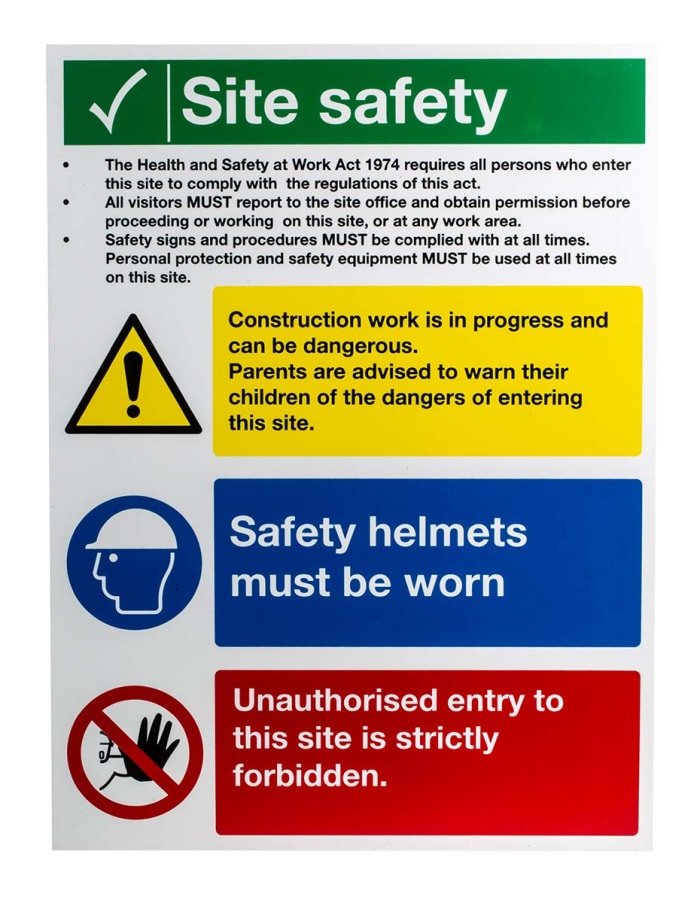 Site safety
• The Health and Safety at Work Act 1974 requires all persons who enter
this site to comply with the regulations of this act.
• All visitors MUST report to the site office and obtain permission before
proceeding or working on this site, or at any work area.
• Safety signs and procedures MUST be complied with at all times.
Personal protection and safety equipment MUST be used at all times
on this site.
Construction work is in progress and
can be dangerous.
Parents are advised to warn their
children of the dangers of entering
this site.
Safety helmets
must be worn
Unauthorised entry to
this site is strictly
forbidden.